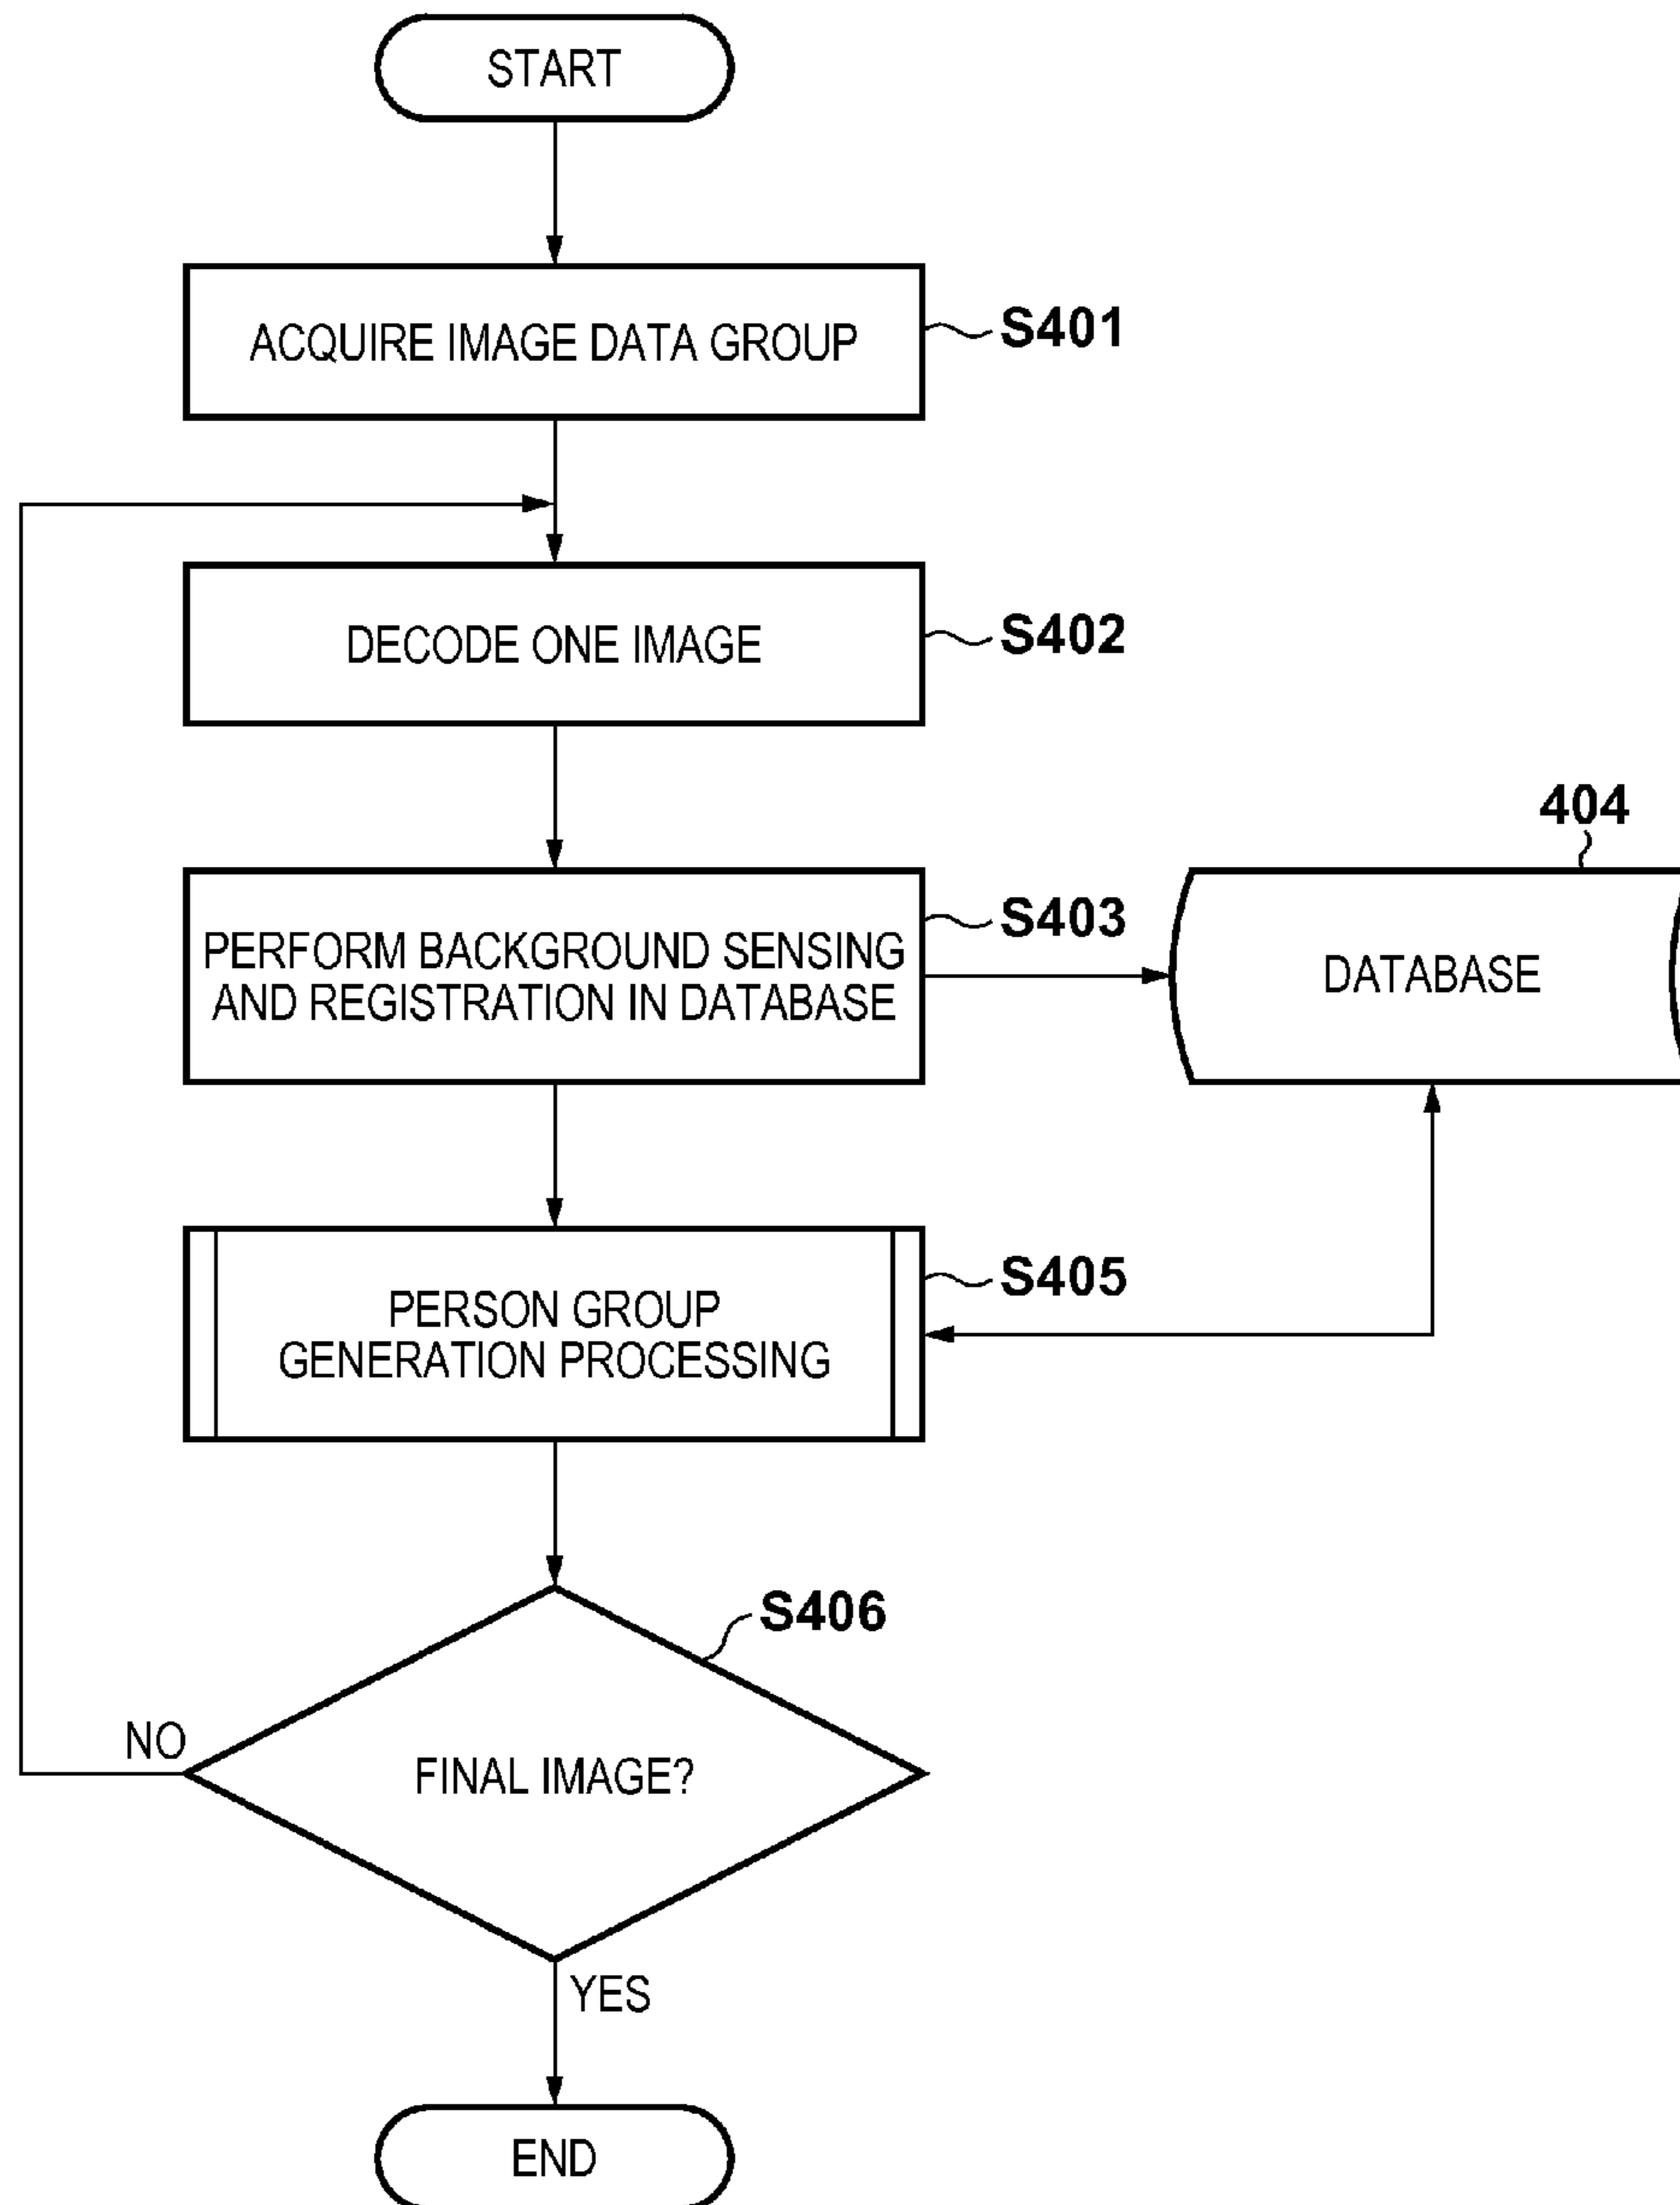 START
ACQUIRE IMAGE DATA GROUP
S401
DECODE ONE IMAGE
S402
404
PERFORM BACKGROUND SENSING
AND REGISTRATION IN DATABASE
S403
DATABASE
PERSON GROUP
GENERATION PROCESSING
S405
S406
NO
FINAL IMAGE?
YES
END